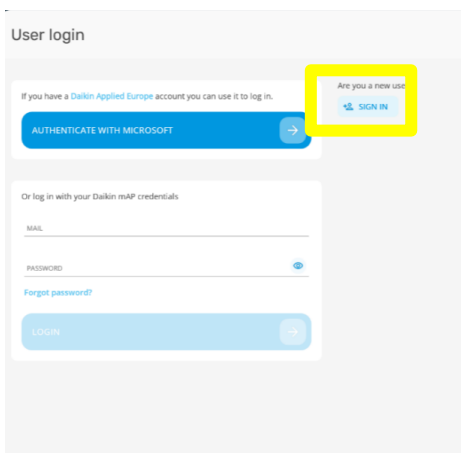 User login
If you have a Daikin Applied Europe account you can use it to log in.
AUTHENTICATE WITH MICROSOFT
Are you a new
SIGN IN
Or log in with your Daikin mAP credentials
MAIL
PASSWORD
Forgot password?
LOGIN